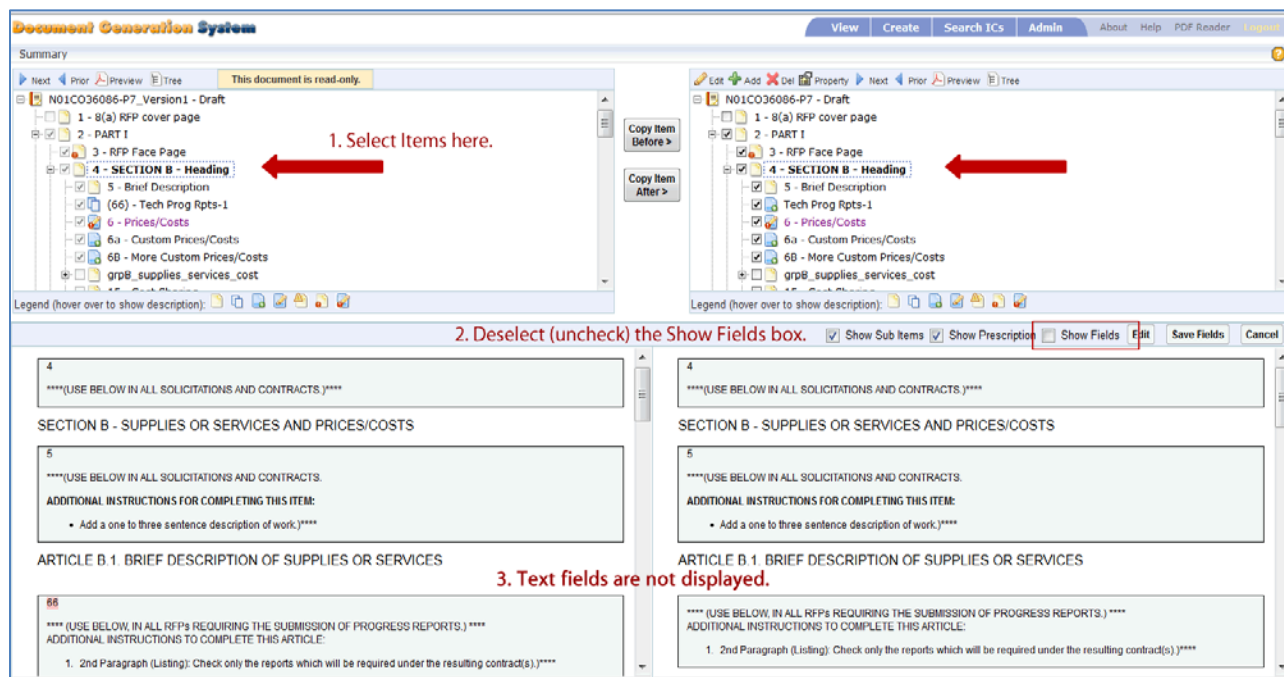 Document Generation System
View Create Search ICs Admin About Help PDF Reader Logout
Summary
Next Prior Preview Tree This document is read-only.
N01CO36086-P7_Version1 - Draft
1 - 8(a) RFP cover page
2 - PART I
3 - RFP Face Page
4 - SECTION B - Heading
5 - Brief Description
(66) - Tech Prog Rpts-1
6 - Prices/Costs
6a - Custom Prices/Costs
6B - More Custom Prices/Costs
grpB_supplies_services_cost
15 - Cost Sharing
Legend (hover over to show description):
1. Select Items here.
Copy Item
Before >
Copy Item
After >
Edit Add Del Property Next Prior Preview Tree
N01CO36086-P7 - Draft
1 - 8(a) RFP cover page
2 - PART I
3 - RFP Face Page
4 - SECTION B - Heading
5 - Brief Description
Tech Prog Rpts-1
6 - Prices/Costs
6a - Custom Prices/Costs
6B - More Custom Prices/Costs
grpB_supplies_services_cost
15 - Cost Sharing
Legend (hover over to show description):
2. Deselect (uncheck) the Show Fields box. Show Sub Items Show Prescription Show Fields Edit Save Fields Cancel
4
****(USE BELOW IN ALL SOLICITATIONS AND CONTRACTS.)****
SECTION B - SUPPLIES OR SERVICES AND PRICES/COSTS
5
****(USE BELOW IN ALL SOLICITATIONS AND CONTRACTS.
ADDITIONAL INSTRUCTIONS FOR COMPLETING THIS ITEM:
• Add a one to three sentence description of work.)****
ARTICLE B.1. BRIEF DESCRIPTION OF SUPPLIES OR SERVICES
66
**** (USE BELOW, IN ALL RFPs REQUIRING THE SUBMISSION OF PROGRESS REPORTS.) ****
ADDITIONAL INSTRUCTIONS TO COMPLETE THIS ARTICLE:
1. 2nd Paragraph (Listing): Check only the reports which will be required under the resulting contract(s).)****
3. Text fields are not displayed.
4
****(USE BELOW IN ALL SOLICITATIONS AND CONTRACTS.)****
SECTION B - SUPPLIES OR SERVICES AND PRICES/COSTS
5
****(USE BELOW IN ALL SOLICITATIONS AND CONTRACTS.
ADDITIONAL INSTRUCTIONS FOR COMPLETING THIS ITEM:
• Add a one to three sentence description of work.)****
ARTICLE B.1. BRIEF DESCRIPTION OF SUPPLIES OR SERVICES
**** (USE BELOW, IN ALL RFPs REQUIRING THE SUBMISSION OF PROGRESS REPORTS.) ****
ADDITIONAL INSTRUCTIONS TO COMPLETE THIS ARTICLE:
1. 2nd Paragraph (Listing): Check only the reports which will be required under the resulting contract(s).)****